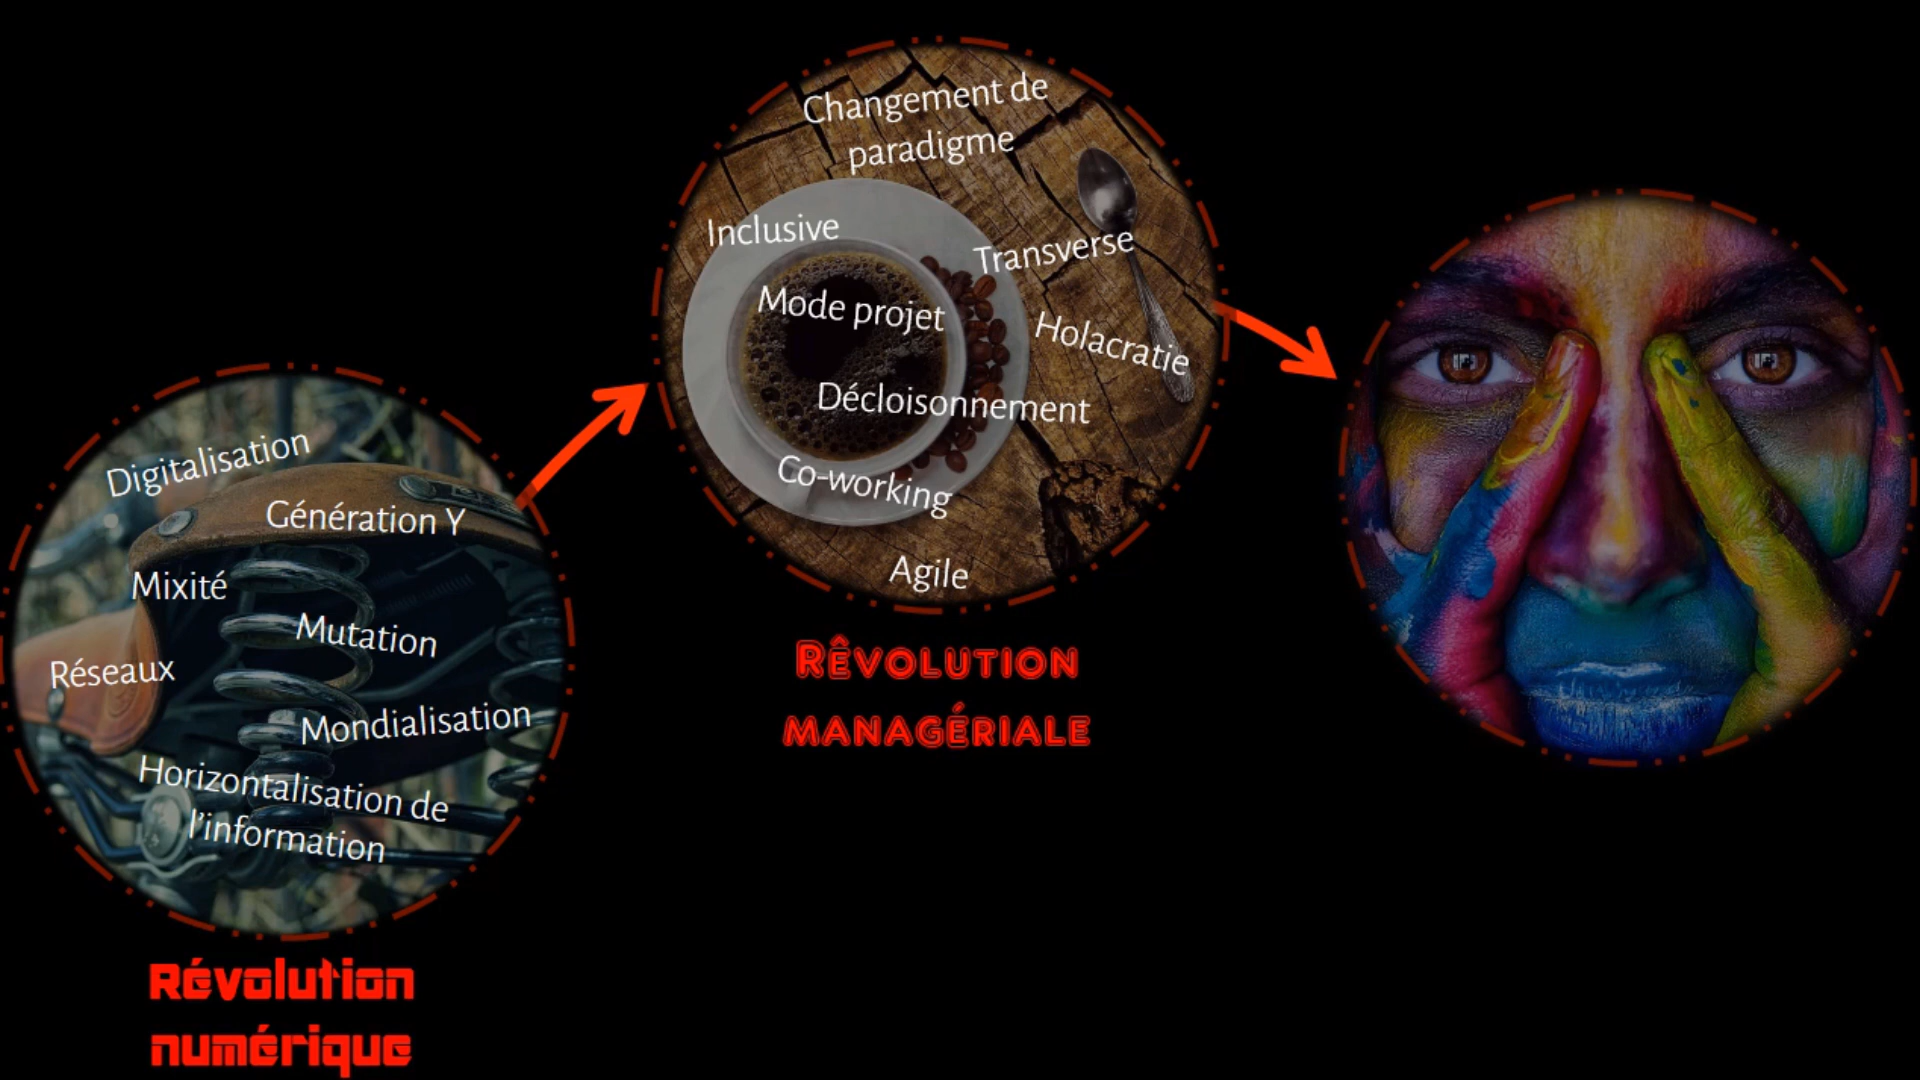 Digitalisation
Génération Y
Mixité
Mutation
Réseaux
Mondialisation
Horizontalisation de
l'information
Révolution
numérique
Changement de
paradigme
Inclusive
Transverse
Mode projet
Holacratie
Décloisonnement
Co-working
Agile
Rêvolution
managériale